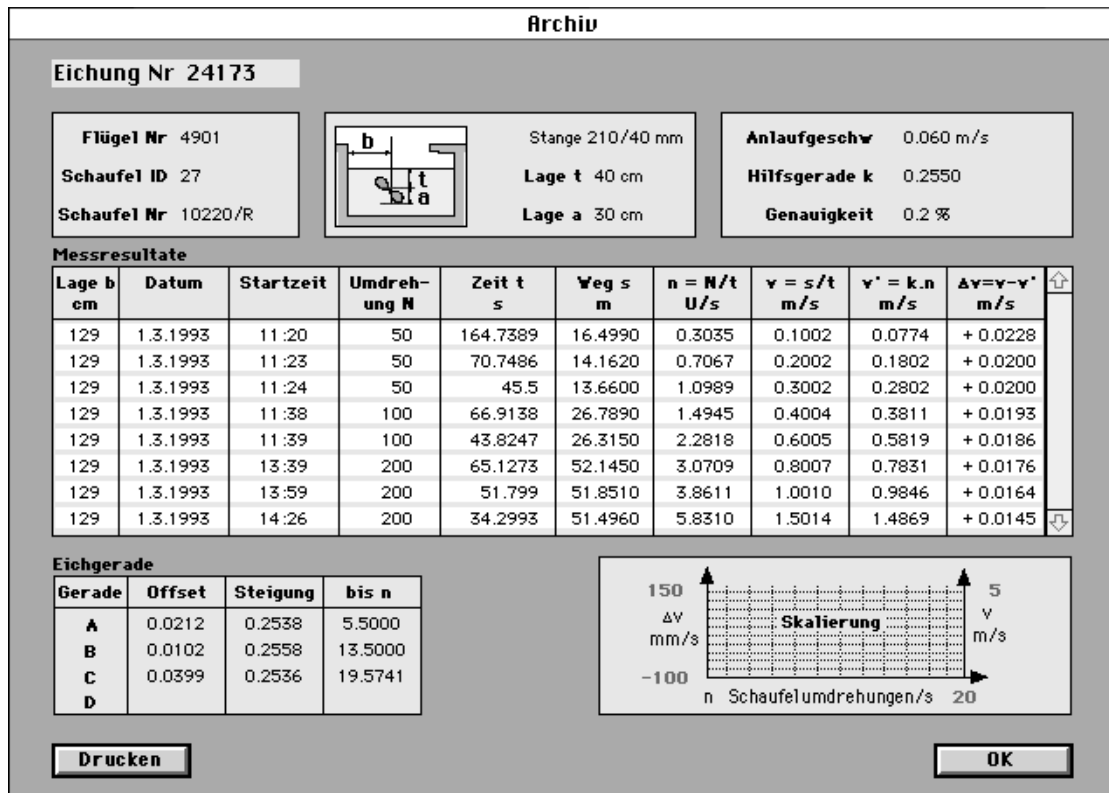 Archiv
Eichung Nr 24173
Flügel Nr 4901
Schaufel ID 27
Schaufel Nr 10220/R
b
t
a
Stange 210/40 mm
Lage t 40 cm
Lage a 30 cm
Anlaufgeschw 0.060 m/s
Hilfsgerade k 0.2550
Genauigkeit 0.2 %
Messresultate
Lage b Datum Startzeit Umdreh- Zeit t Weg s n = N/t v = s/t v' = k.n Δv=v-v'
cm ung N s m U/s m/s m/s m/s
129 1.3.1993 11:20 50 164.7389 16.4990 0.3035 0.1002 0.0774 + 0.0228
129 1.3.1993 11:23 50 70.7486 14.1620 0.7067 0.2002 0.1802 + 0.0200
129 1.3.1993 11:24 50 45.5 13.6600 1.0989 0.3002 0.2802 + 0.0200
129 1.3.1993 11:38 100 66.9138 26.7890 1.4945 0.4004 0.3811 + 0.0193
129 1.3.1993 11:39 100 43.8247 26.3150 2.2818 0.6005 0.5819 + 0.0186
129 1.3.1993 13:39 200 65.1273 52.1450 3.0709 0.8007 0.7831 + 0.0176
129 1.3.1993 13:59 200 51.799 51.8510 3.8611 1.0010 0.9846 + 0.0164
129 1.3.1993 14:26 200 34.2993 51.4960 5.8310 1.5014 1.4869 + 0.0145
Eichgerade
Gerade Offset Steigung bis n
A 0.0212 0.2538 5.5000
B 0.0102 0.2558 13.5000
C 0.0399 0.2536 19.5741
D
150 5
Δv Skalierung v
mm/s m/s
-100
n Schaufelumdrehungen/s 20
Drucken OK